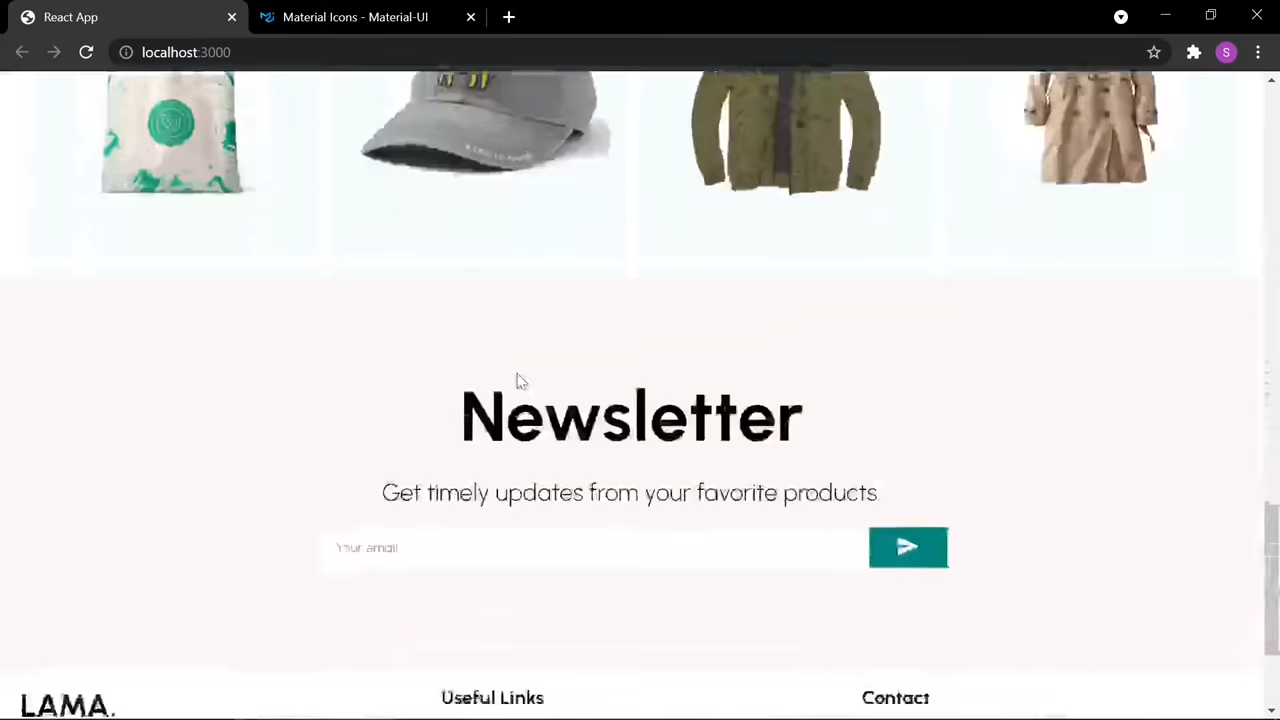 React App
Material Icons - Material-UI
localhost:3000
S
Newsletter
Get timely updates from your favorite products.
Your email
LAMA.
Useful Links
Contact